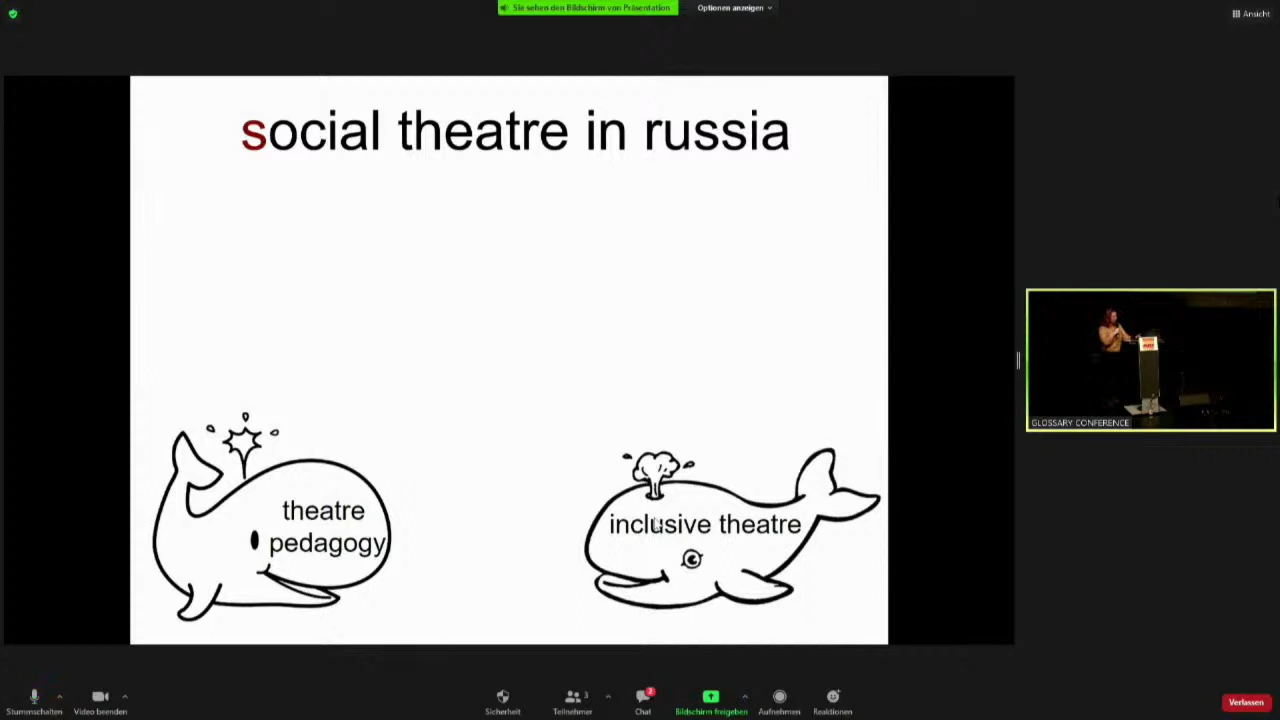 Sie sehen den Bildschirm von Präsentation
Optionen anzeigen
Ansicht
social theatre in russia
theatre
pedagogy
inclusive theatre
GLOSSARY CONFERENCE
Stummschalten
Video beenden
Sicherheit
3
Teilnehmer
2
Chat
Bildschirm freigeben
Aufnehmen
Reaktionen
Verlassen